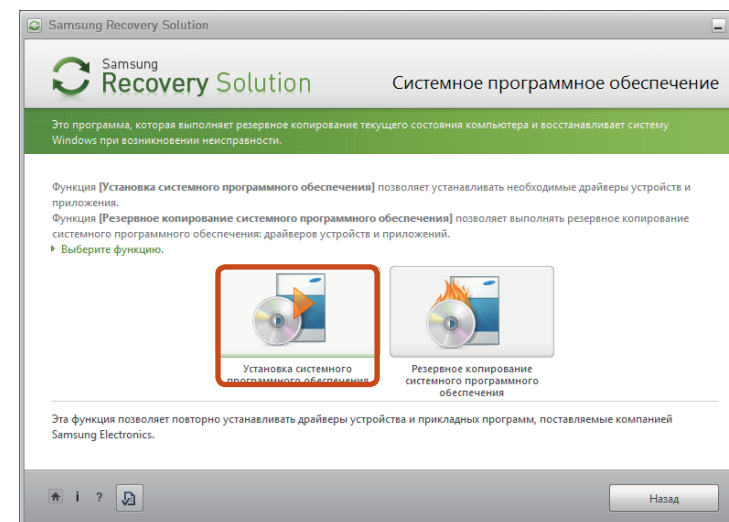 Samsung Recovery Solution
Samsung
Recovery Solution
Системное программное обеспечение
Это программа, которая выполняет резервное копирование текущего состояния компьютера и восстанавливает систему
Windows при возникновении неисправности.
Функция [Установка системного программного обеспечения] позволяет устанавливать необходимые драйверы устройств и
приложения.
Функция [Резервное копирование системного программного обеспечения] позволяет выполнять резервное копирование
системного программного обеспечения: драйверов устройств и приложений.
Выберите функцию.
Установка системного
программного обеспечения
Резервное копирование
системного программного
обеспечения
Эта функция позволяет повторно устанавливать драйверы устройства и прикладных программ, поставляемые компанией
Samsung Electronics.
i ?
Назад